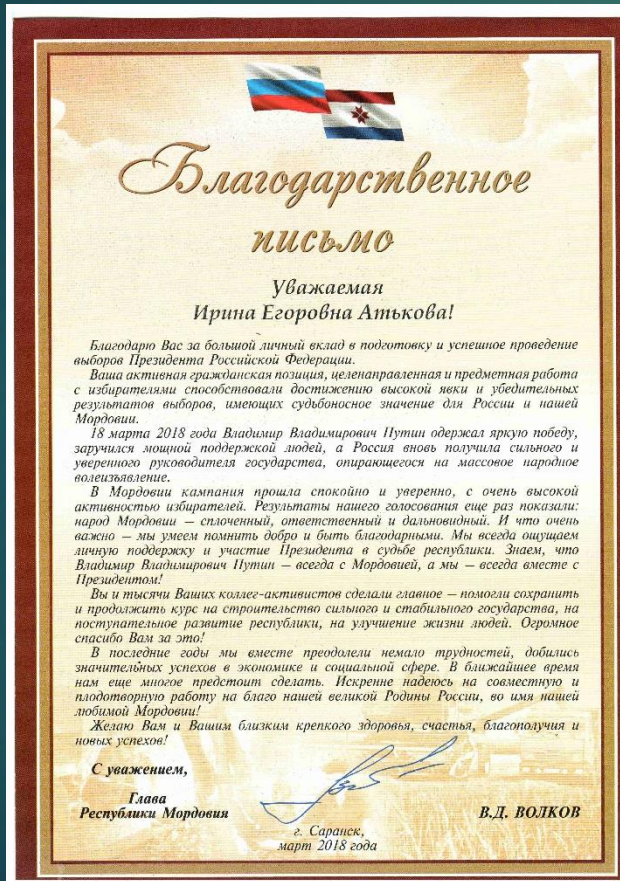 Благодарственное
письмо
Уважаемая
Ирина Егоровна Атькова!
Благодарю Вас за большой личный вклад в подготовку и успешное проведение
выборов Президента Российской Федерации.
Ваша активная гражданская позиция, целенаправленная и предметная работа
с избирателями способствовали достижению высокой явки и убедительных
результатов выборов, имеющих судьбоносное значение для России и нашей
Мордовии.
18 марта 2018 года Владимир Владимирович Путин одержал яркую победу,
заручился мощной поддержкой людей, а Россия вновь получила сильного и
уверенного руководителя государства, опирающегося на массовое народное
волеизъявление.
В Мордовии кампания прошла спокойно и уверенно, с очень высокой
активностью избирателей. Результаты нашего голосования еще раз показали:
народ Мордовии – сплоченный, ответственный и дальновидный. И что очень
важно – мы умеем помнить добро и быть благодарными. Мы всегда ощущаем
личную поддержку и участие Президента в судьбе республики. Знаем, что
Владимир Владимирович Путин – всегда с Мордовией, а мы – всегда вместе с
Президентом!
Вы и тысячи Ваших коллег-активистов сделали главное – помогли сохранить
и продолжить курс на строительство сильного и стабильного государства, на
поступательное развитие республики, на улучшение жизни людей. Огромное
спасибо Вам за это!
В последние годы мы вместе преодолели немало трудностей, добились
значительных успехов в экономике и социальной сфере. В ближайшее время
нам еще многое предстоит сделать. Искренне надеюсь на совместную и
плодотворную работу на благо нашей великой Родины России, во имя нашей
любимой Мордовии!
Желаю Вам и Вашим близким крепкого здоровья, счастья, благополучия и
новых успехов!
С уважением,
Глава
Республики Мордовия
В.Д. ВОЛКОВ
г. Саранск,
март 2018 года